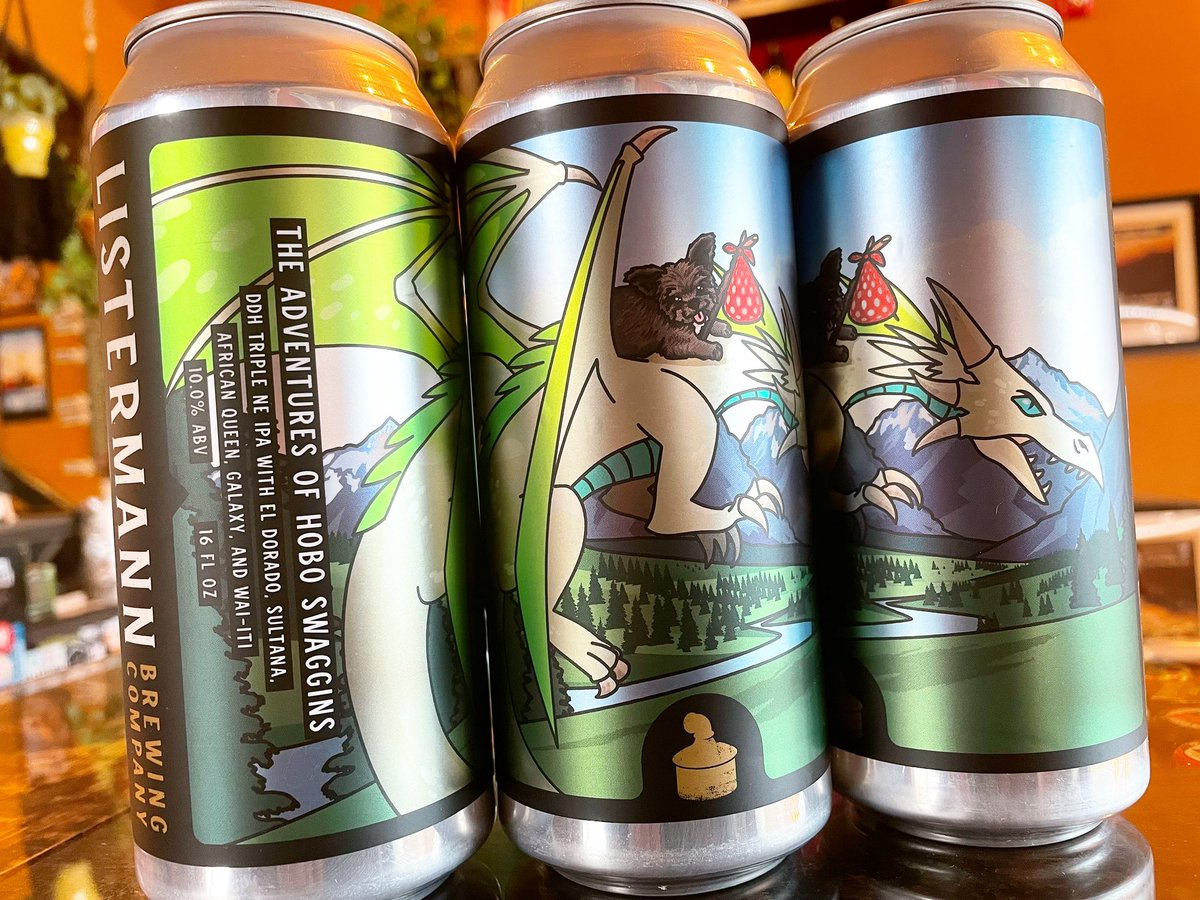 LISTERMANN
BREWING
COMPANY
THE ADVENTURES OF HOBO SWAGGINS
DDH TRIPLE NE IPA WITH EL DORADO, SULTANA,
AFRICAN QUEEN, GALAXY, AND WAI-ITI
10.0% ABV 16 FL OZ